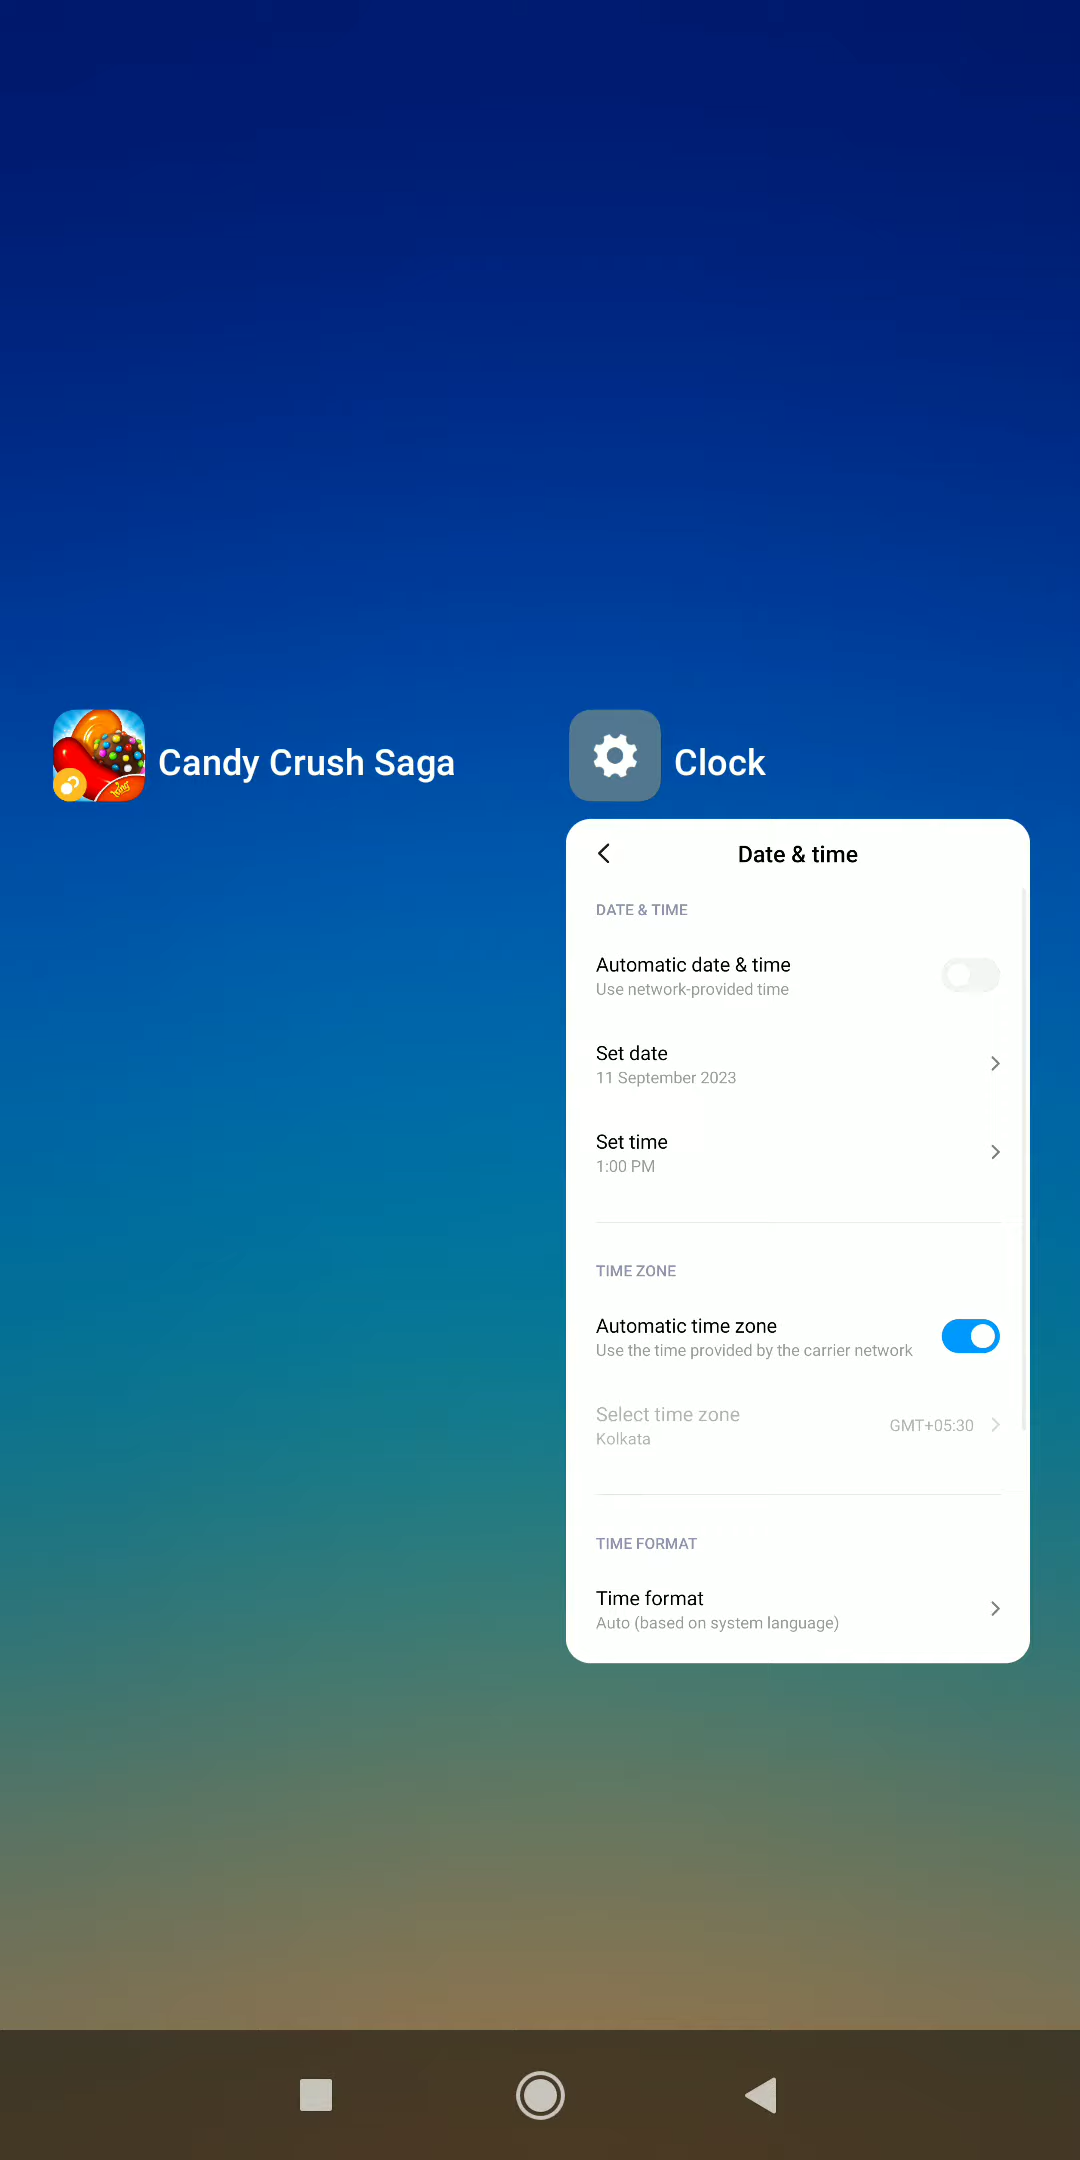 Candy Crush Saga
Clock
Date & time
DATE & TIME
Automatic date & time
Use network-provided time
Set date
11 September 2023
Set time
1:00 PM
TIME ZONE
Automatic time zone
Use the time provided by the carrier network
Select time zone
GMT+05:30
Kolkata
TIME FORMAT
Time format
Auto (based on system language)
King